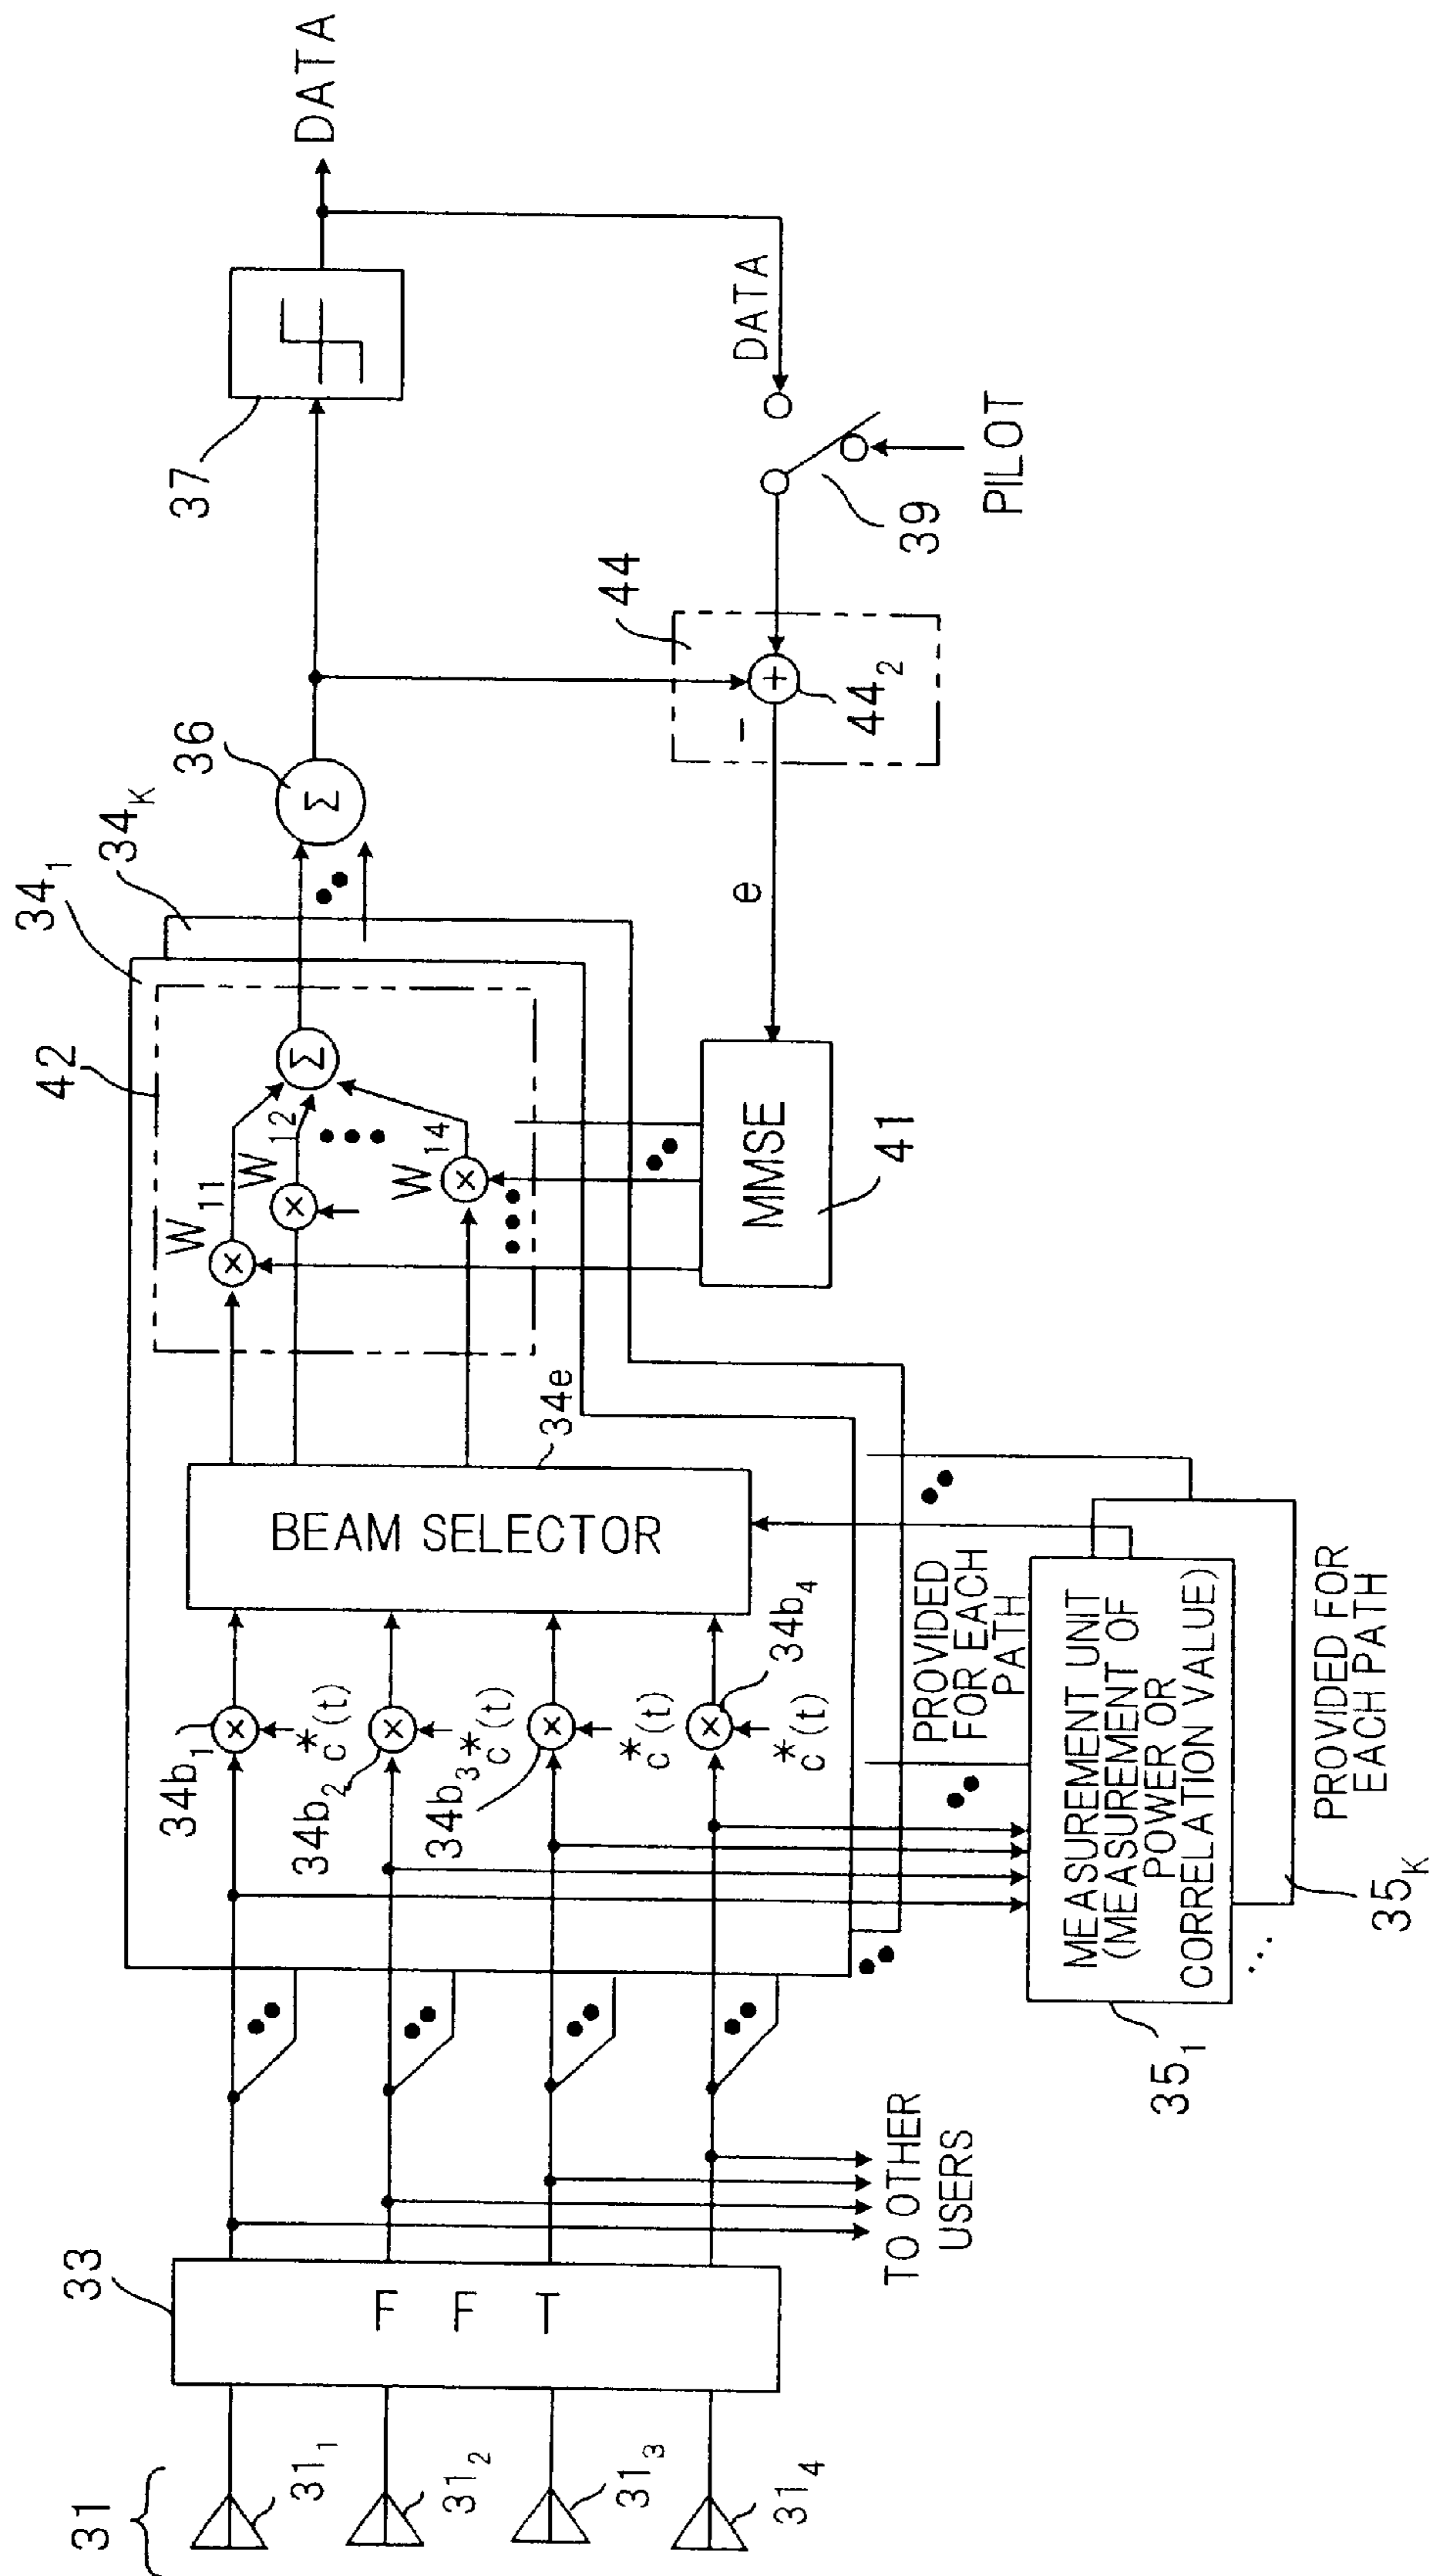 31
31₁
31₂
31₃
31₄
33
F F T
TO OTHER
USERS
34₁
34ₖ
34b₁
34b₂
34b₃
34b₄
c*(t)
c*(t)
c*(t)
c*(t)
BEAM SELECTOR
34e
42
W₁₁
W₁₂
W₁₄
Σ
PROVIDED
FOR EACH
PATH
MEASUREMENT UNIT
(MEASUREMENT OF
POWER OR
CORRELATION VALUE)
35₁
35ₖ
PROVIDED FOR
EACH PATH
MMSE
41
e
36
Σ
44
44₂
+
−
37
39
PILOT
DATA
DATA